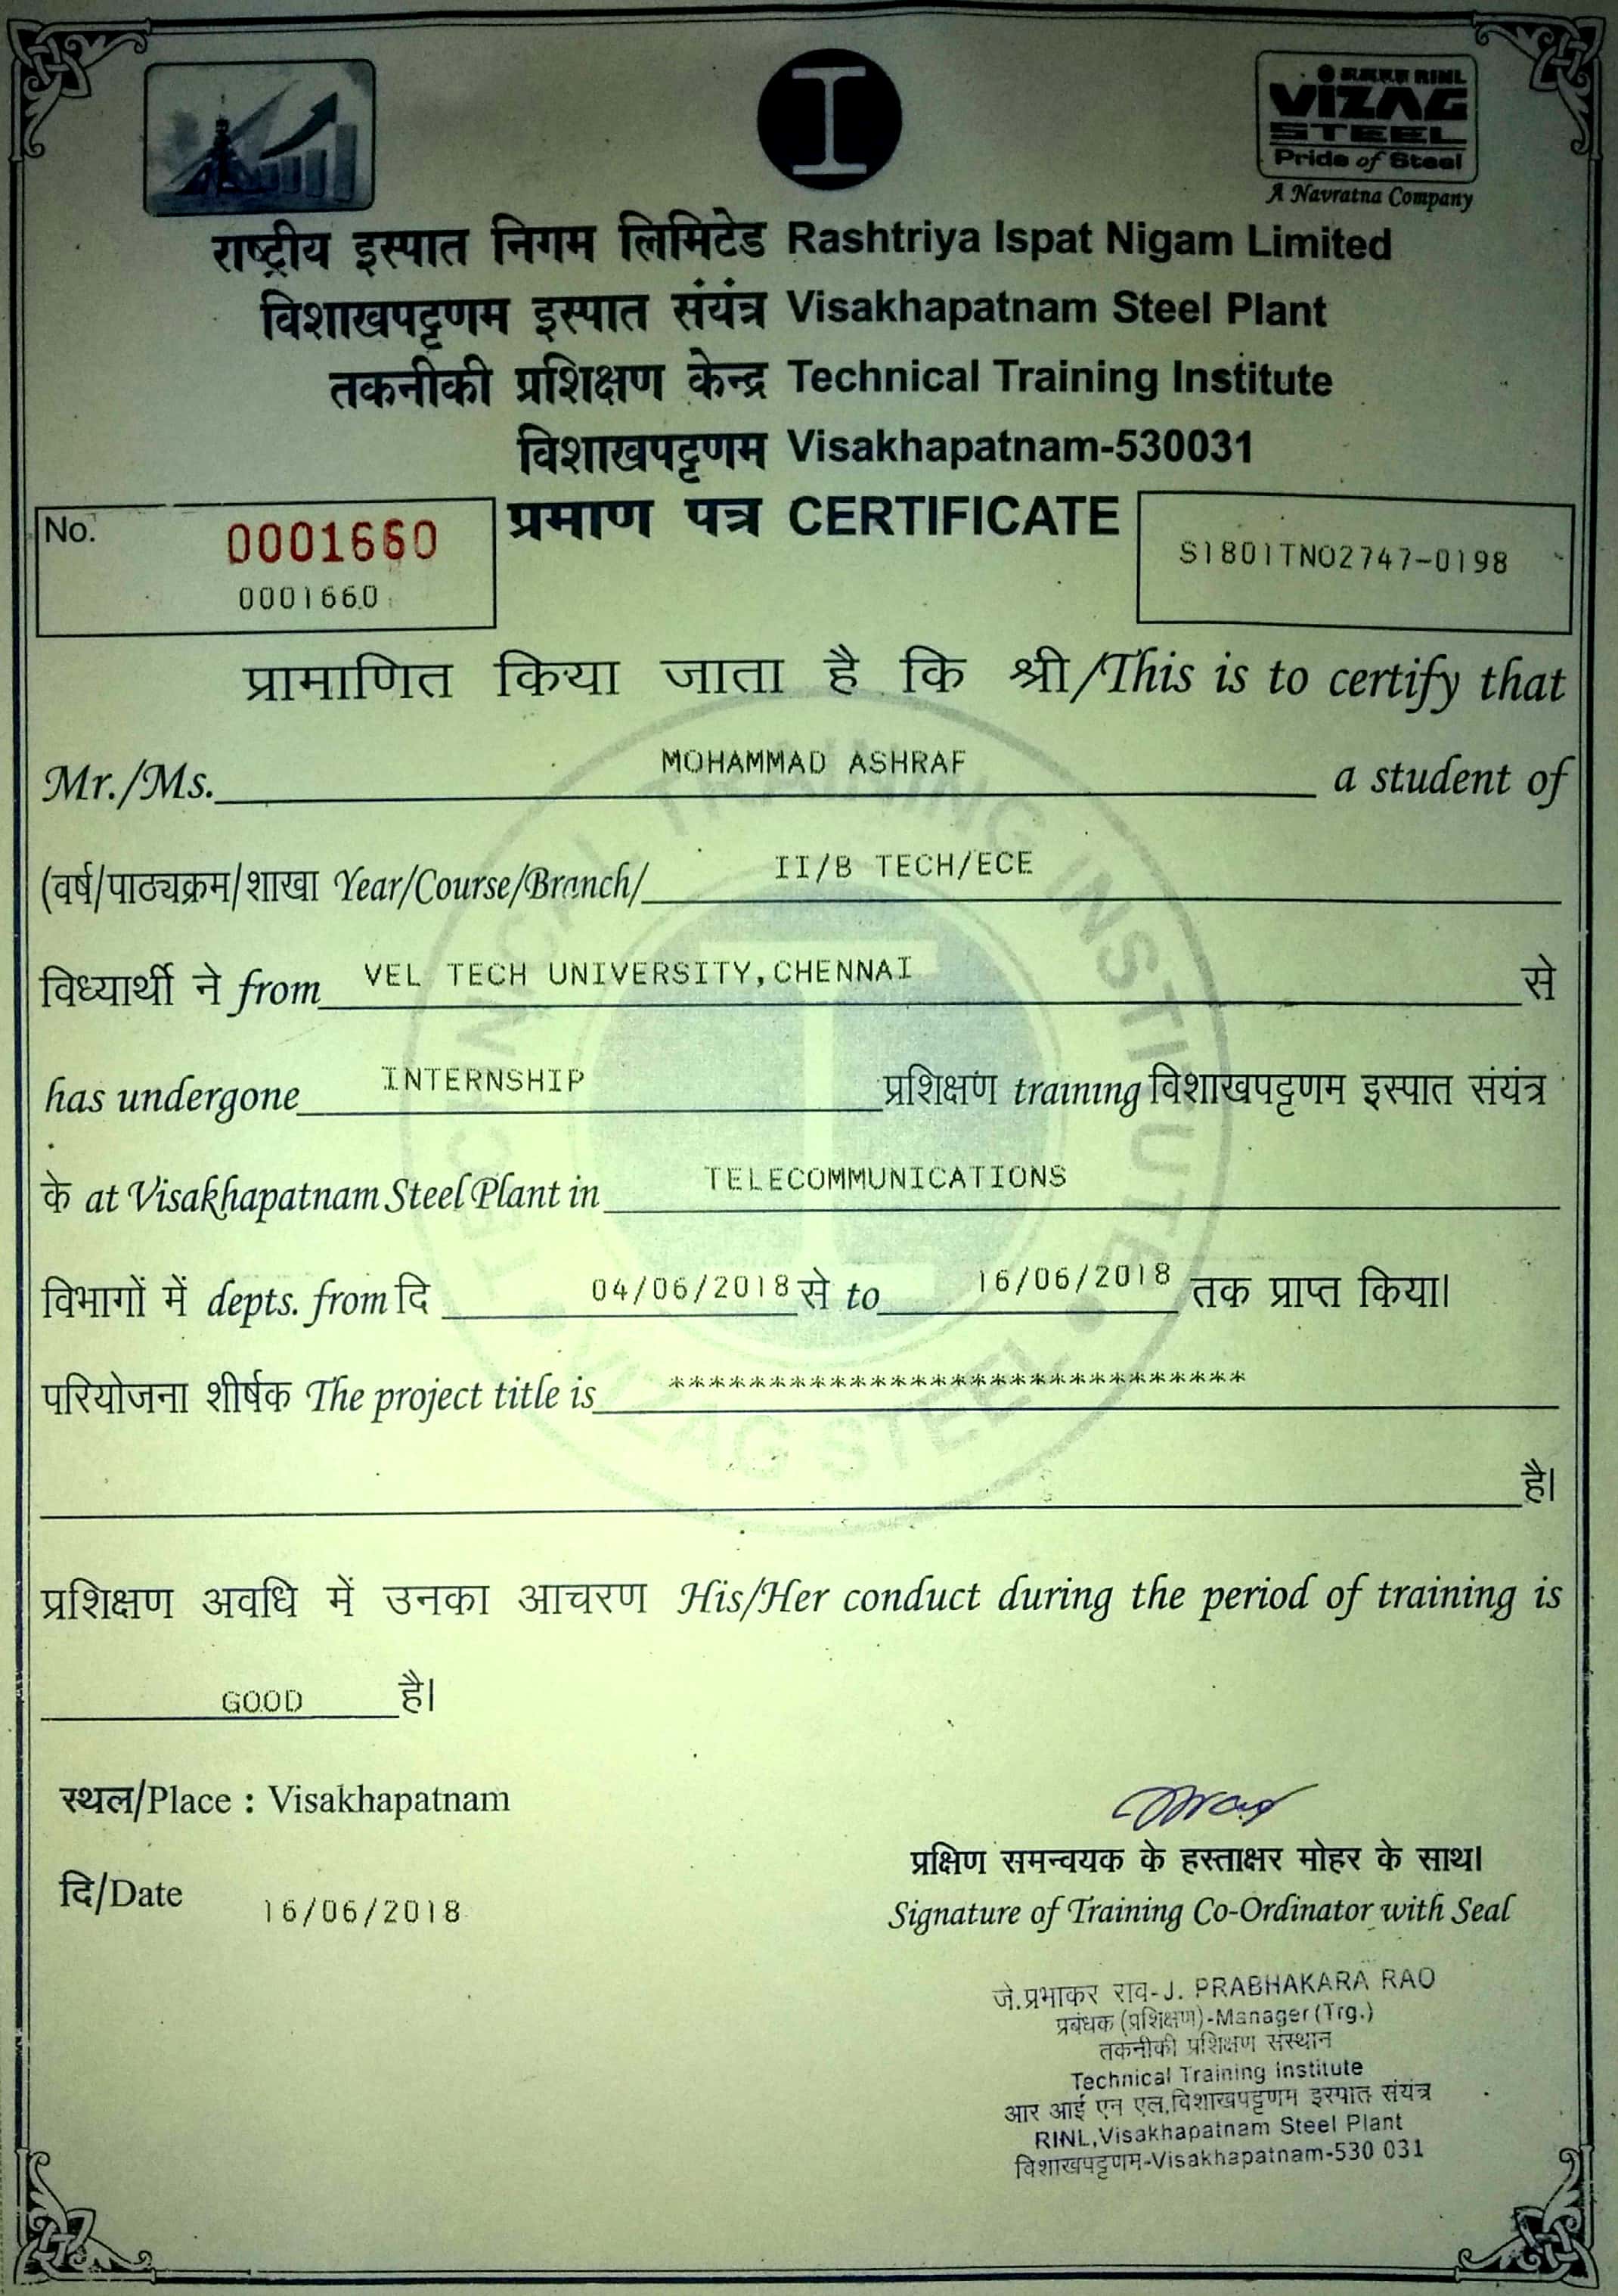 RINL
VIZAG
STEEL
Pride of Steel
A Navratna Company
राष्ट्रीय इस्पात निगम लिमिटेड Rashtriya Ispat Nigam Limited
विशाखपट्टणम इस्पात संयंत्र Visakhapatnam Steel Plant
तकनीकी प्रशिक्षण केन्द्र Technical Training Institute
विशाखपट्टणम Visakhapatnam-530031
प्रमाण पत्र CERTIFICATE
No. 0001660
0001660
S1801TN02747-0198
प्रामाणित किया जाता है कि श्री/This is to certify that
Mr./Ms. MOHAMMAD ASHRAF a student of
(वर्ष/पाठ्यक्रम/शाखा Year/Course/Branch/ II/B TECH/ECE
विध्यार्थी ने from VEL TECH UNIVERSITY,CHENNAI से
has undergone INTERNSHIP प्रशिक्षण training विशाखपट्टणम इस्पात संयंत्र
के at Visakhapatnam Steel Plant in TELECOMMUNICATIONS
विभागों में depts. from दि 04/06/2018 से to 16/06/2018 तक प्राप्त किया।
परियोजना शीर्षक The project title is *****************************
है।
प्रशिक्षण अवधि में उनका आचरण His/Her conduct during the period of training is
GOOD है।
TECHNICAL TRAINING INSTITUTE
VIZAG STEEL
स्थल/Place : Visakhapatnam
दि/Date 16/06/2018
प्रक्षिण समन्वयक के हस्ताक्षर मोहर के साथ।
Signature of Training Co-Ordinator with Seal
जे.प्रभाकर राव-J. PRABHAKARA RAO
प्रबंधक (प्रशिक्षण)-Manager (Trg.)
तकनीकी प्रशिक्षण संस्थान
Technical Training Institute
आर आई एन एल,विशाखपट्टणम इस्पात संयंत्र
RINL,Visakhapatnam Steel Plant
विशाखपट्टणम-Visakhapatnam-530 031